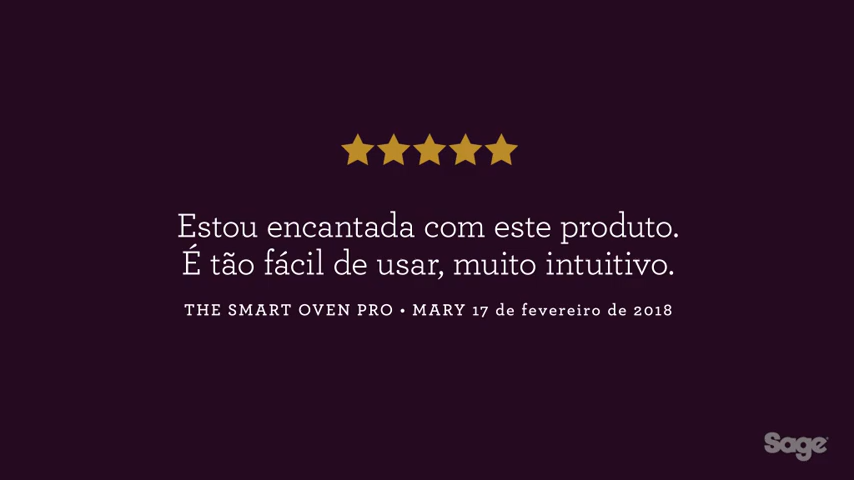 Estou encantada com este produto.
É tão fácil de usar, muito intuitivo.
THE SMART OVEN PRO • MARY 17 de fevereiro de 2018
Sage